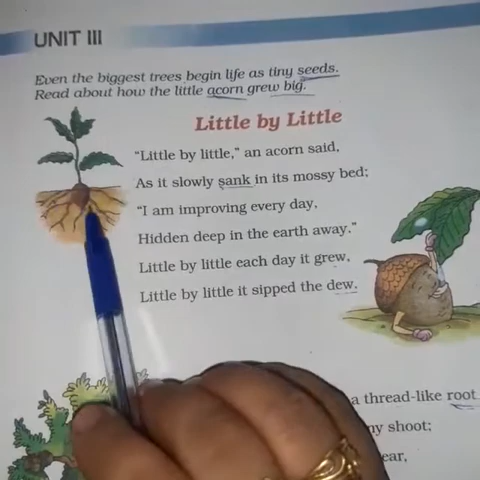 UNIT III
Even the biggest trees begin life as tiny seeds.
Read about how the little acorn grew big.
Little by Little
"Little by little," an acorn said,
As it slowly sank in its mossy bed;
"I am improving every day,
Hidden deep in the earth away."
Little by little each day it grew,
Little by little it sipped the dew.
a thread-like root
shoot;